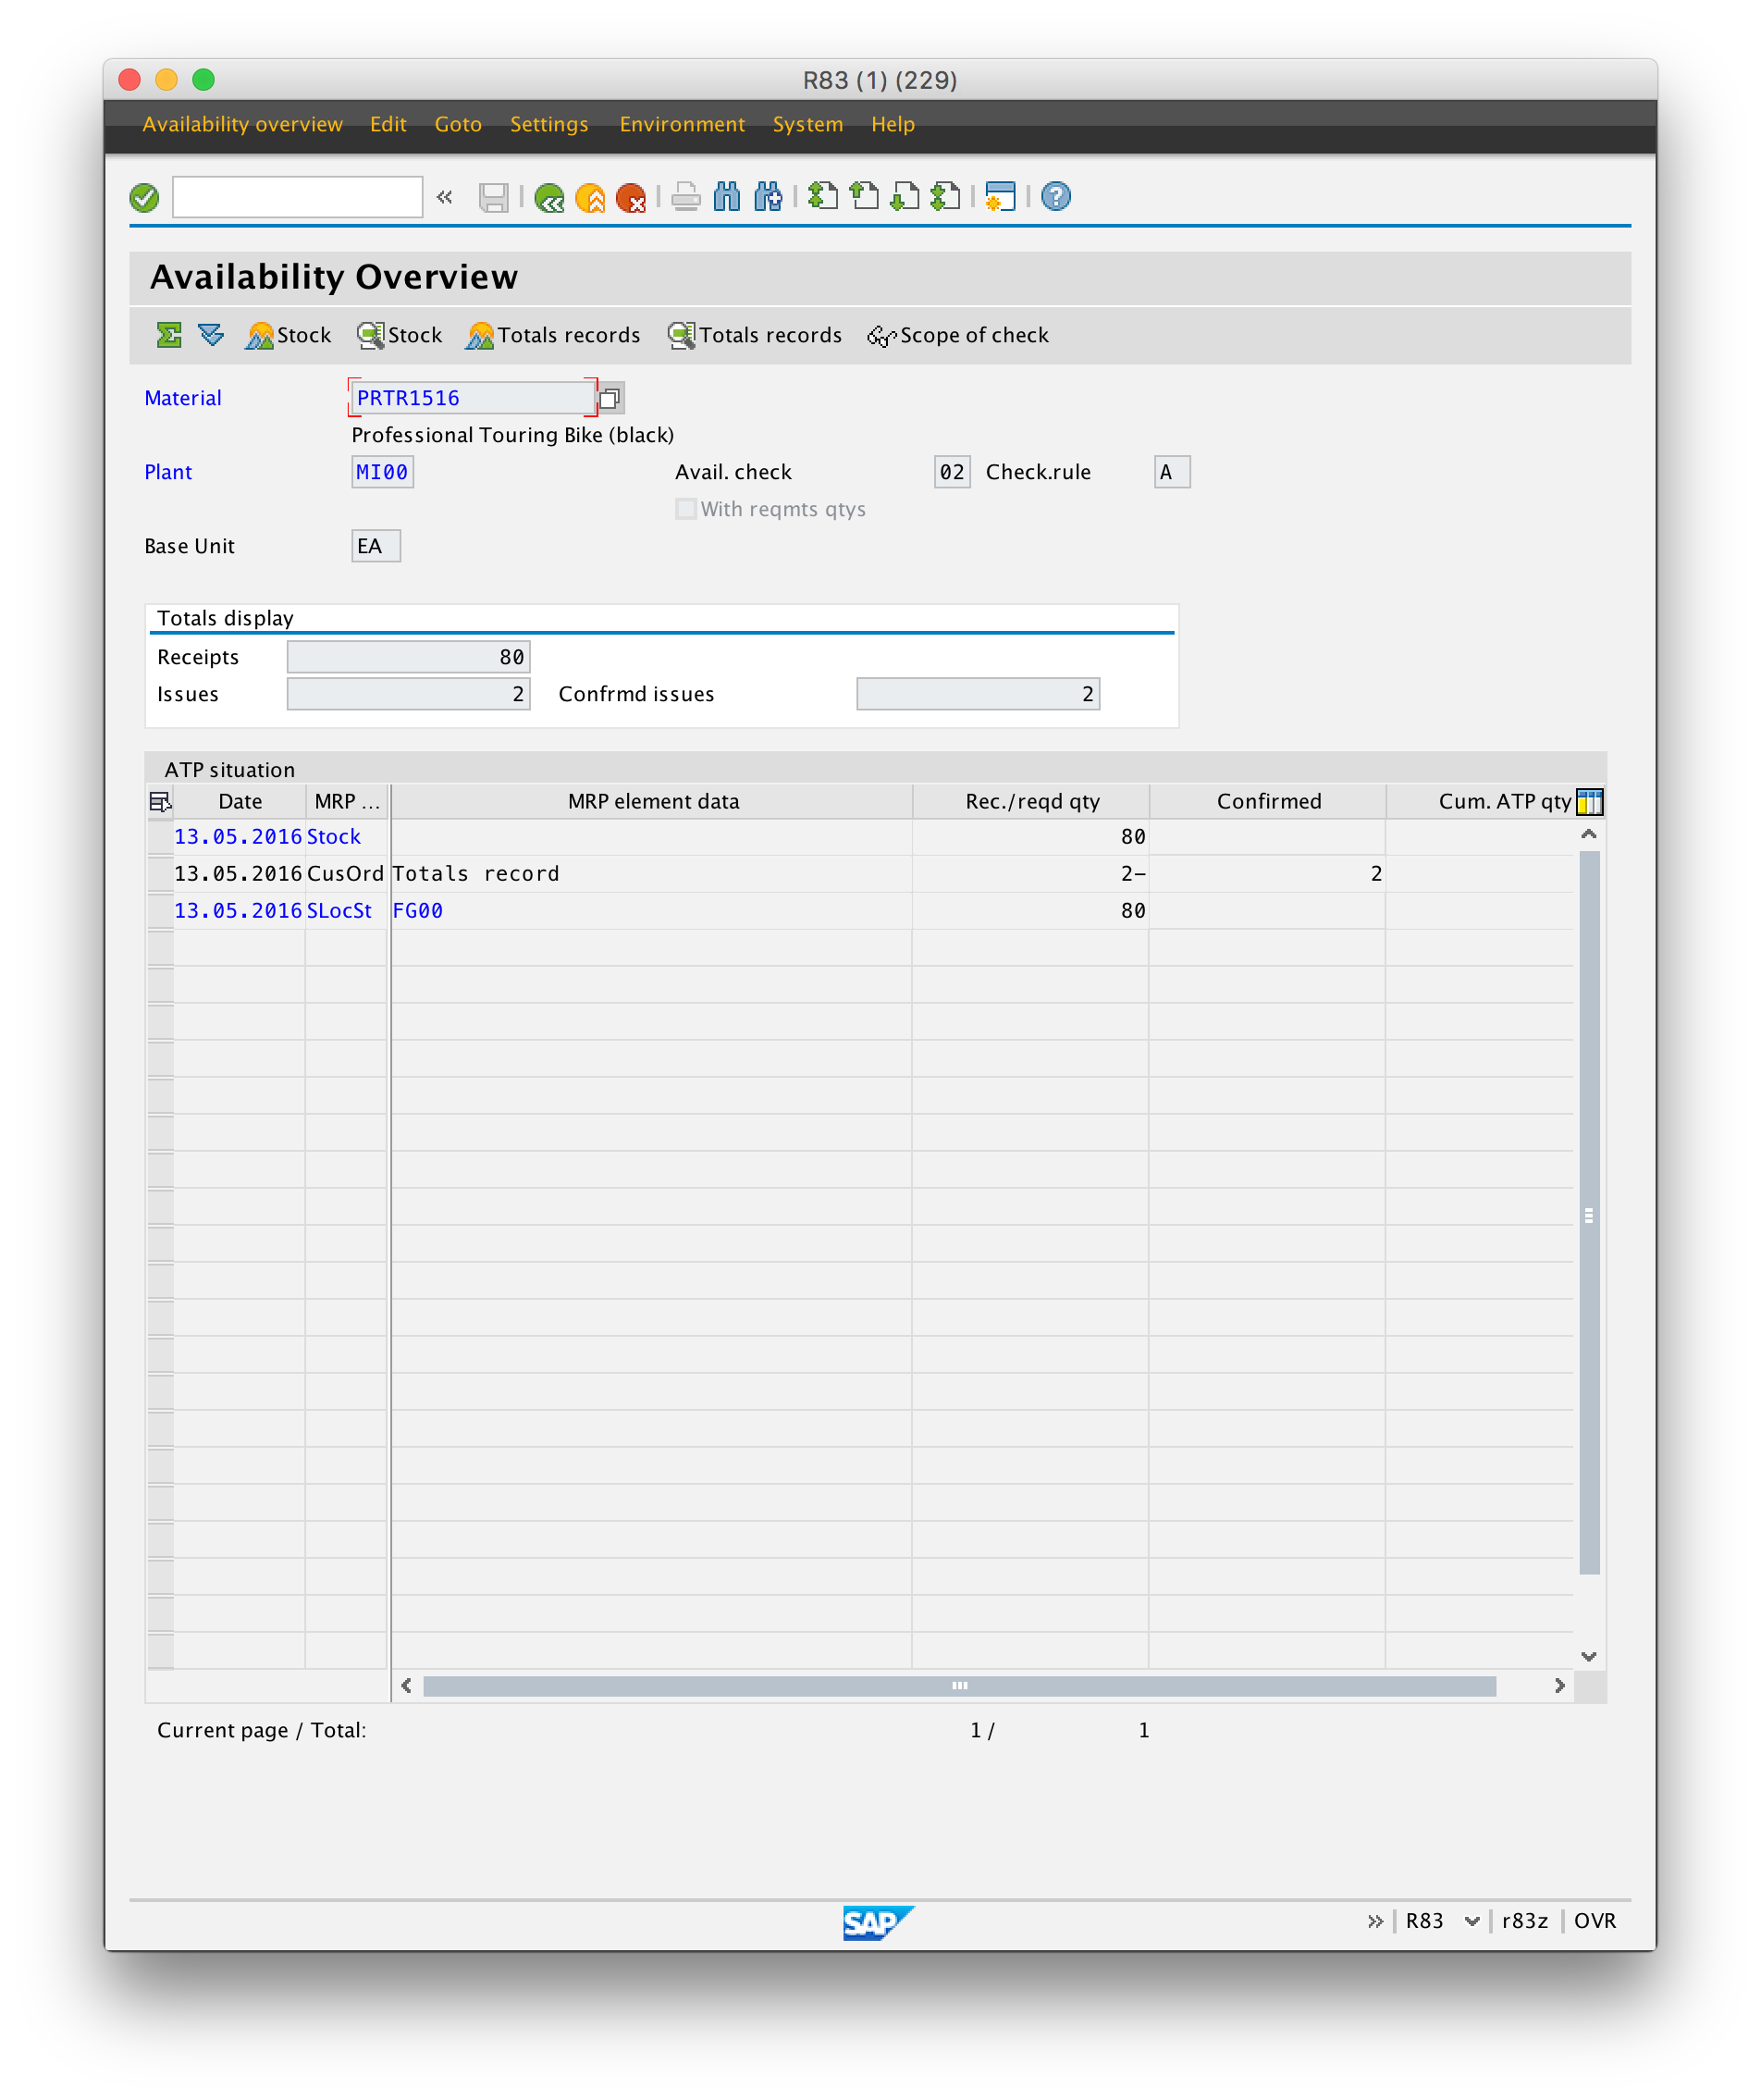 R83 (1) (229)
Availability overview Edit Goto Settings Environment System Help
Availability Overview
Stock Stock Totals records Totals records Scope of check
Material PRTR1516
Professional Touring Bike (black)
Plant MI00 Avail. check 02 Check.rule A
With reqmts qtys
Base Unit EA
Totals display
Receipts 80
Issues 2 Confrmd issues 2
ATP situation
Date MRP ... MRP element data Rec./reqd qty Confirmed Cum. ATP qty
13.05.2016 Stock 80
13.05.2016 CusOrd Totals record 2- 2
13.05.2016 SLocSt FG00 80
Current page / Total: 1 / 1
SAP R83 r83z OVR